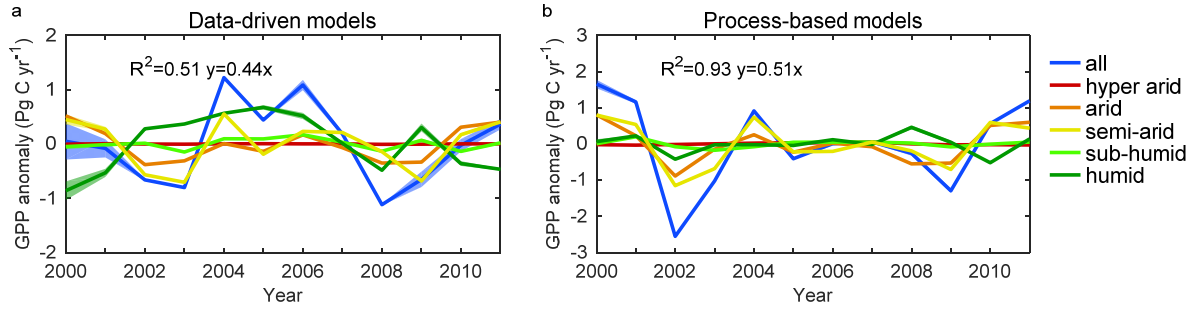 a
Data-driven models
GPP anomaly (Pg C yr⁻¹)
2
1
0
-1
-2
R²=0.51 y=0.44x
2000 2002 2004 2006 2008 2010
Year
b
Process-based models
GPP anomaly (Pg C yr⁻¹)
3
2
1
0
-1
-2
-3
R²=0.93 y=0.51x
2000 2002 2004 2006 2008 2010
Year
all
hyper arid
arid
semi-arid
sub-humid
humid